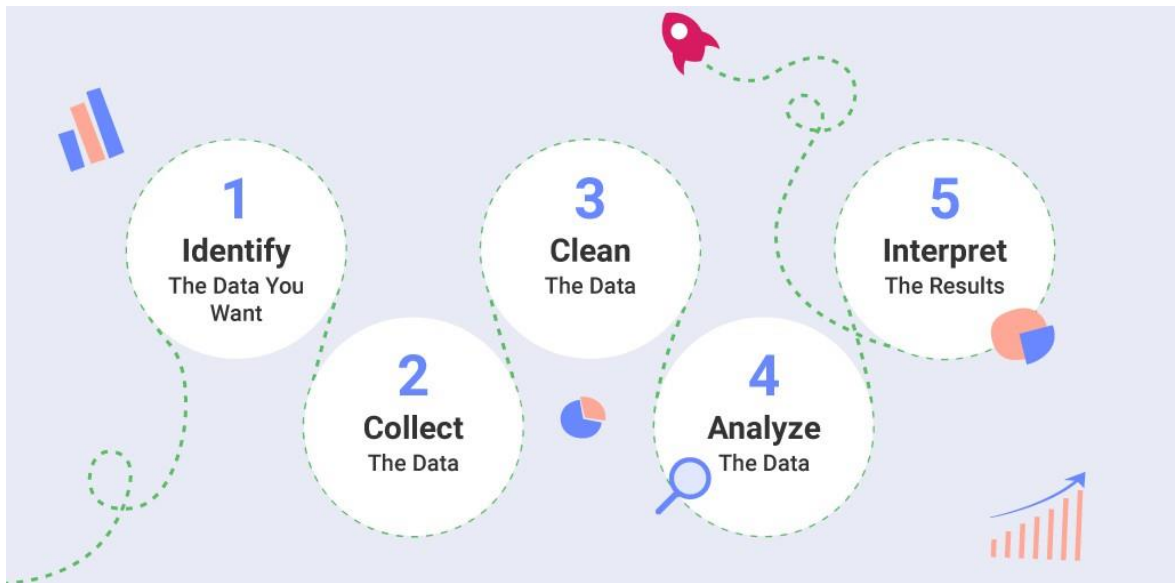 1
Identify
The Data You
Want
2
Collect
The Data
3
Clean
The Data
4
Analyze
The Data
5
Interpret
The Results